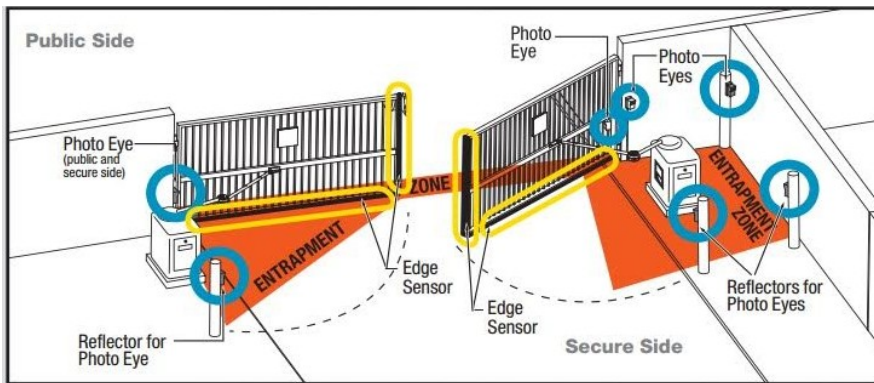 Public Side
Photo
Eye
Photo
Eyes
Photo Eye
(public and
secure side)
ZONE
ENTRAPMENT
ENTRAPMENT
ZONE
Edge
Sensor
Edge
Sensor
Reflectors for
Photo Eyes
Reflector for
Photo Eye
Secure Side